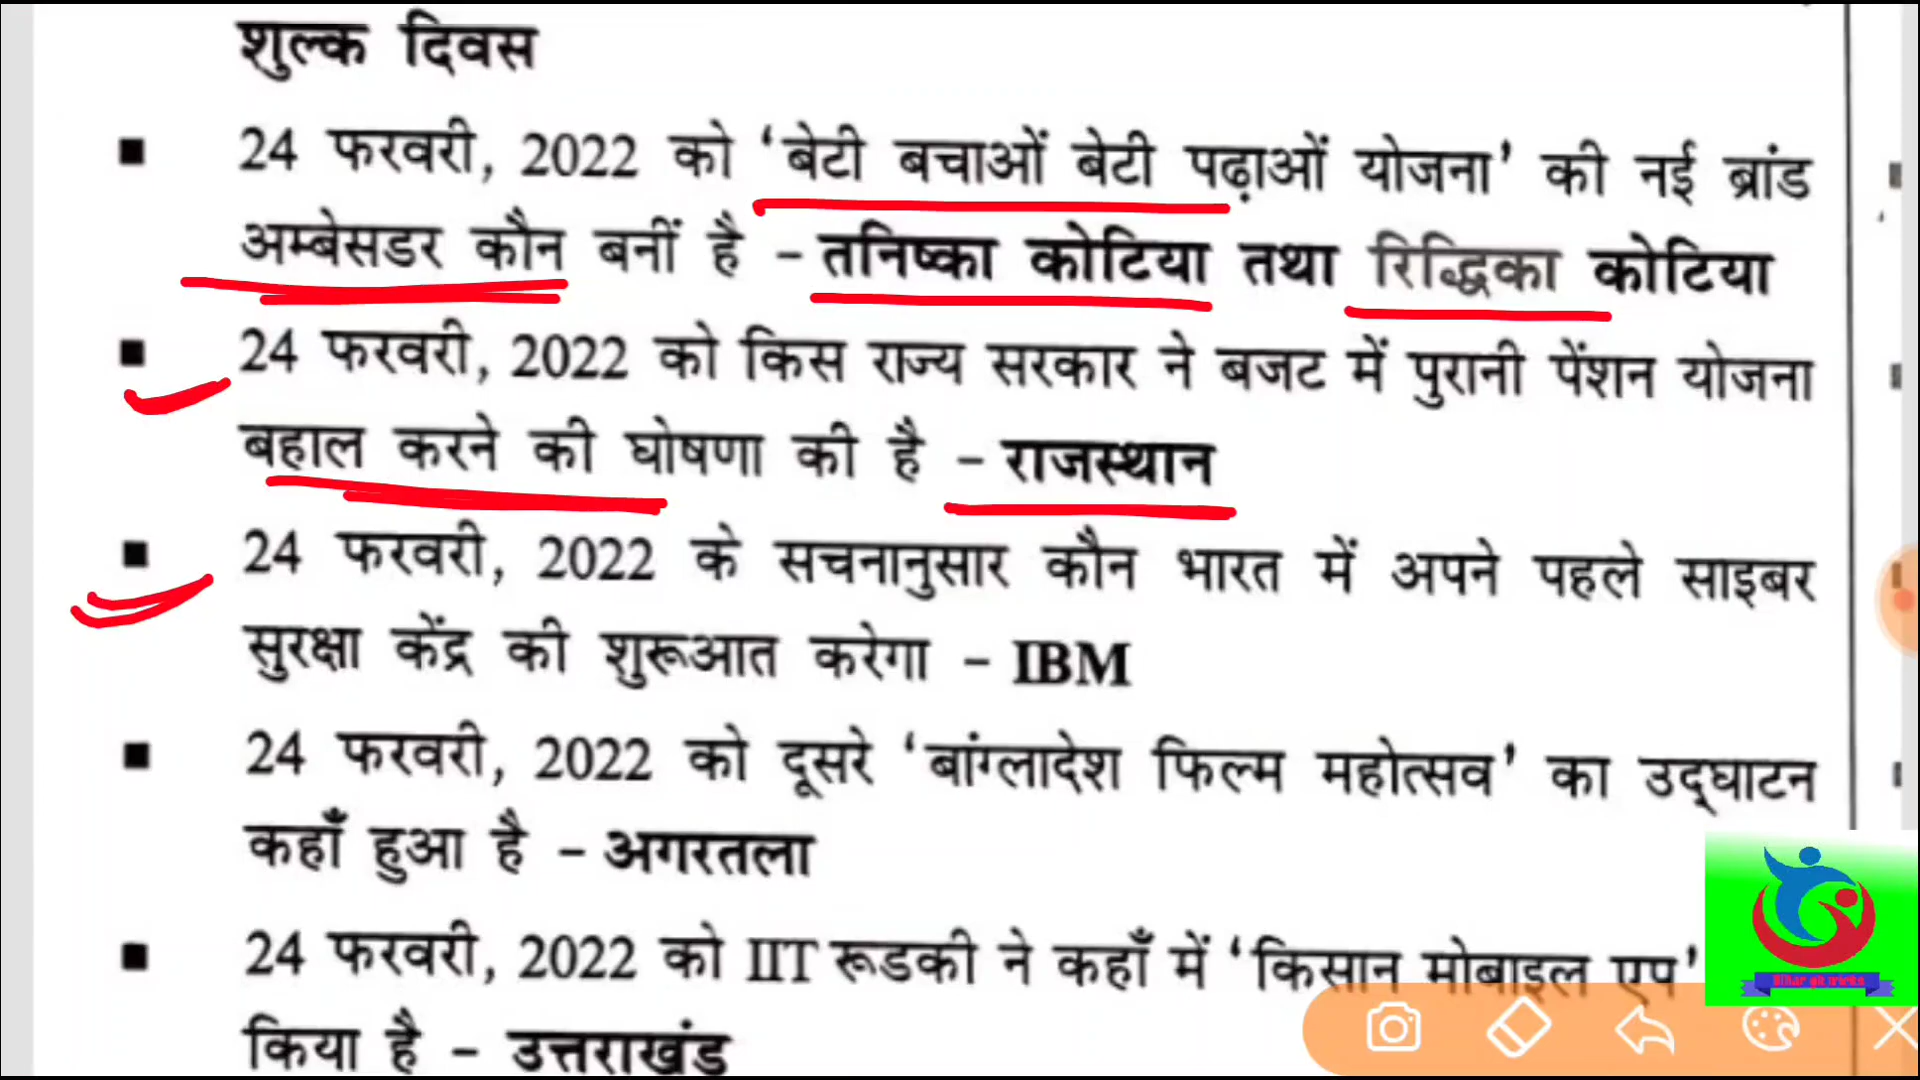 शुल्क दिवस
■ 24 फरवरी, 2022 को ‘बेटी बचाओं बेटी पढ़ाओं योजना’ की नई ब्रांड
अम्बेसडर कौन बनीं है – तनिष्का कोटिया तथा रिद्धिका कोटिया
■ 24 फरवरी, 2022 को किस राज्य सरकार ने बजट में पुरानी पेंशन योजना
बहाल करने की घोषणा की है – राजस्थान
■ 24 फरवरी, 2022 के सचनानुसार कौन भारत में अपने पहले साइबर
सुरक्षा केंद्र की शुरूआत करेगा – IBM
■ 24 फरवरी, 2022 को दूसरे ‘बांग्लादेश फिल्म महोत्सव’ का उद्घाटन
कहाँ हुआ है – अगरतला
■ 24 फरवरी, 2022 को IIT रूडकी ने कहाँ में ‘किसान मोबाइल एप’
किया है – उत्तराखंड